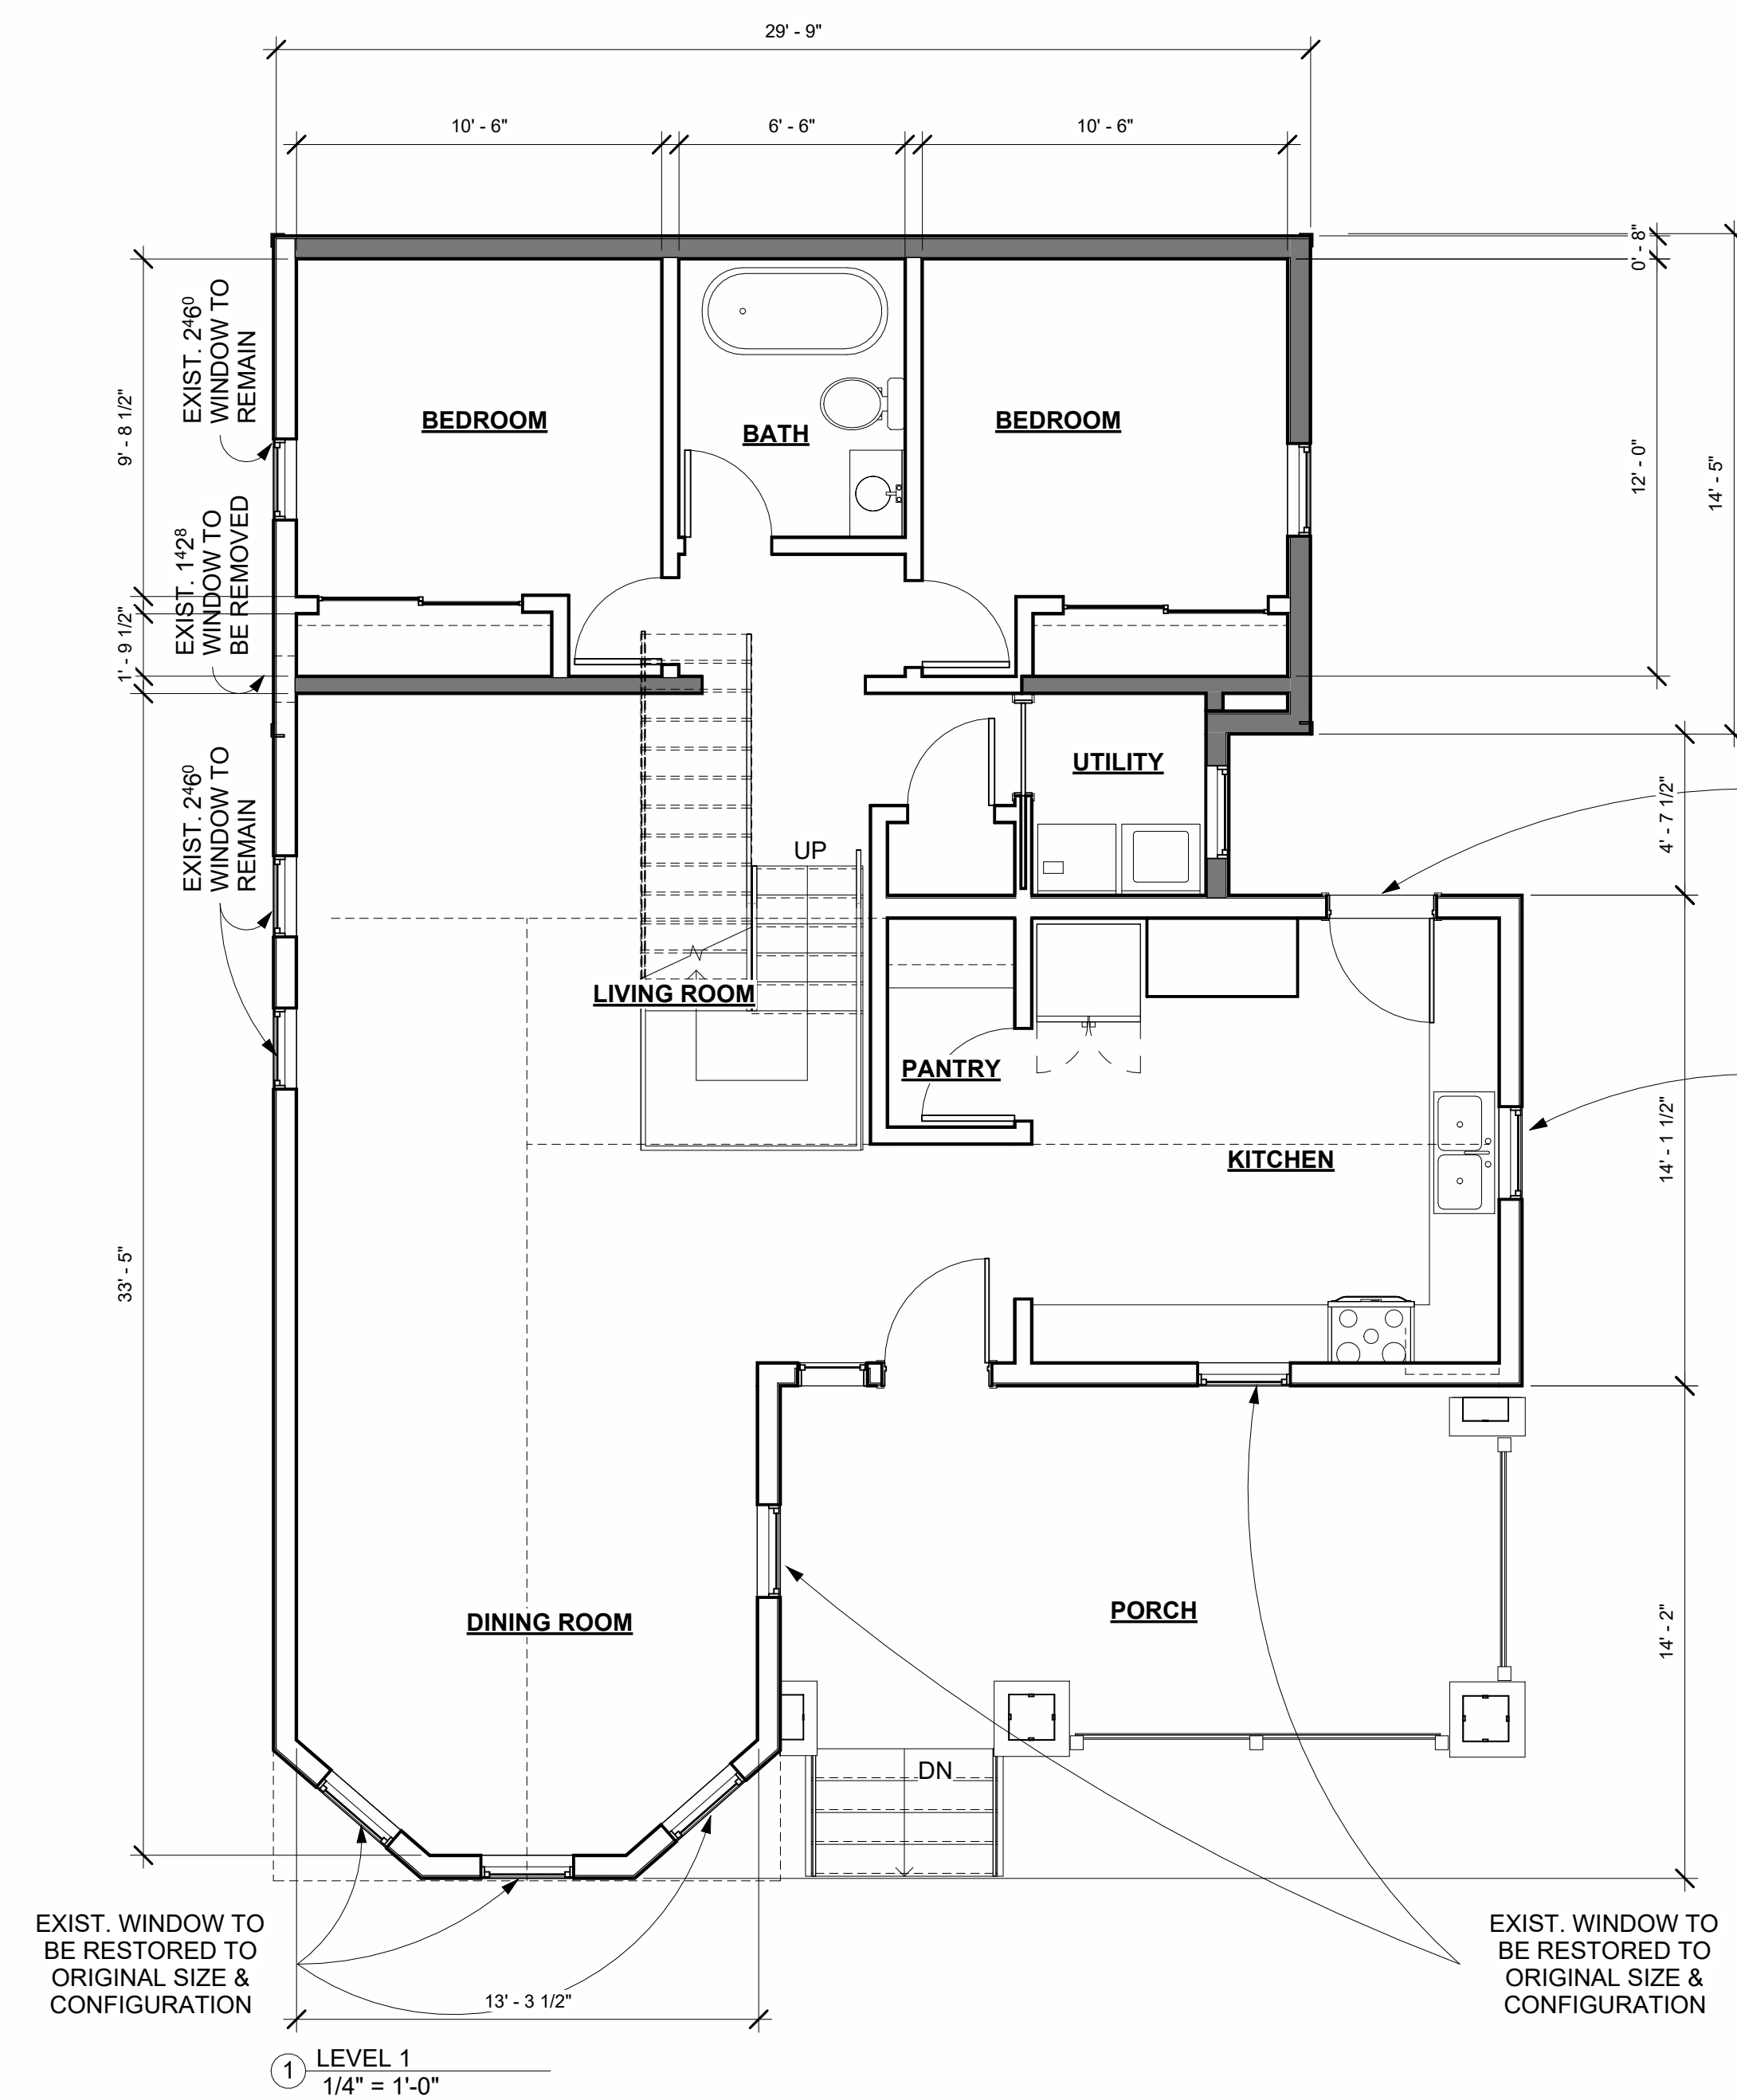 29' - 9"
10' - 6"
6' - 6"
10' - 6"
0' - 8"
9' - 8 1/2"
EXIST. 2⁴6⁰
WINDOW TO
REMAIN
BEDROOM
BATH
BEDROOM
12' - 0"
14' - 5"
1' - 9 1/2"
EXIST. 1⁴2⁸
WINDOW TO
BE REMOVED
EXIST. 2⁴6⁰
WINDOW TO
REMAIN
UTILITY
4' - 7 1/2"
UP
LIVING ROOM
PANTRY
KITCHEN
14' - 1 1/2"
33' - 5"
DINING ROOM
PORCH
14' - 2"
DN
EXIST. WINDOW TO
BE RESTORED TO
ORIGINAL SIZE &
CONFIGURATION
EXIST. WINDOW TO
BE RESTORED TO
ORIGINAL SIZE &
CONFIGURATION
13' - 3 1/2"
1
LEVEL 1
1/4" = 1'-0"